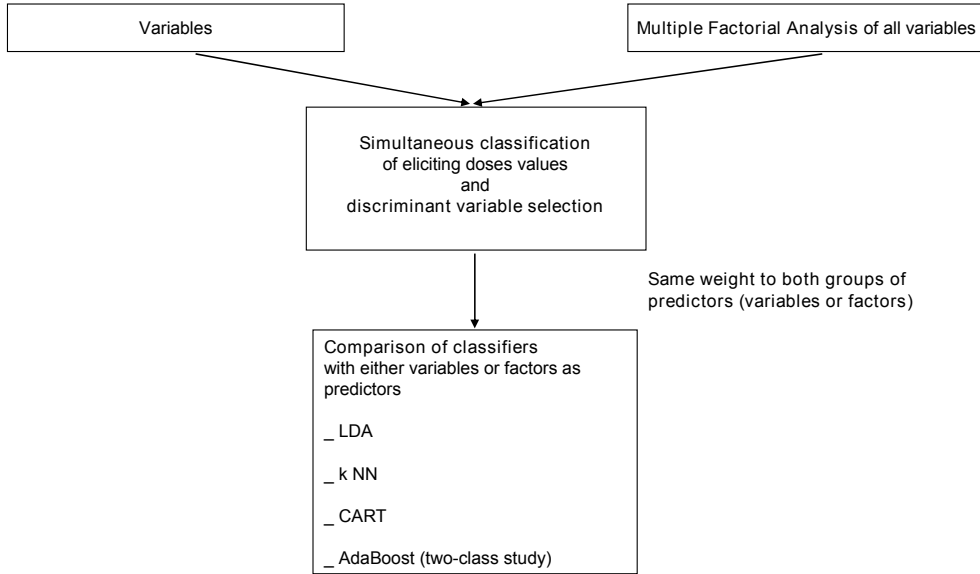 Variables
Multiple Factorial Analysis of all variables
Simultaneous classification
of eliciting doses values
and
discriminant variable selection
Same weight to both groups of
predictors (variables or factors)
Comparison of classifiers
with either variables or factors as
predictors
_ LDA
_ k NN
_ CART
_ AdaBoost (two-class study)